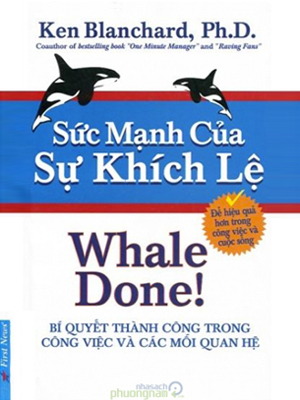 Ken Blanchard, Ph.D.
Coauthor of bestselling book "One Minute Manager" and "Raving Fans"
Sức Mạnh Của
Sự Khích Lệ
Để hiệu quả
hơn trong
công việc và
cuộc sống
Whale
Done!
BÍ QUYẾT THÀNH CÔNG TRONG
CÔNG VIỆC VÀ CÁC MỐI QUAN HỆ
First News
nhasach
phuongnam